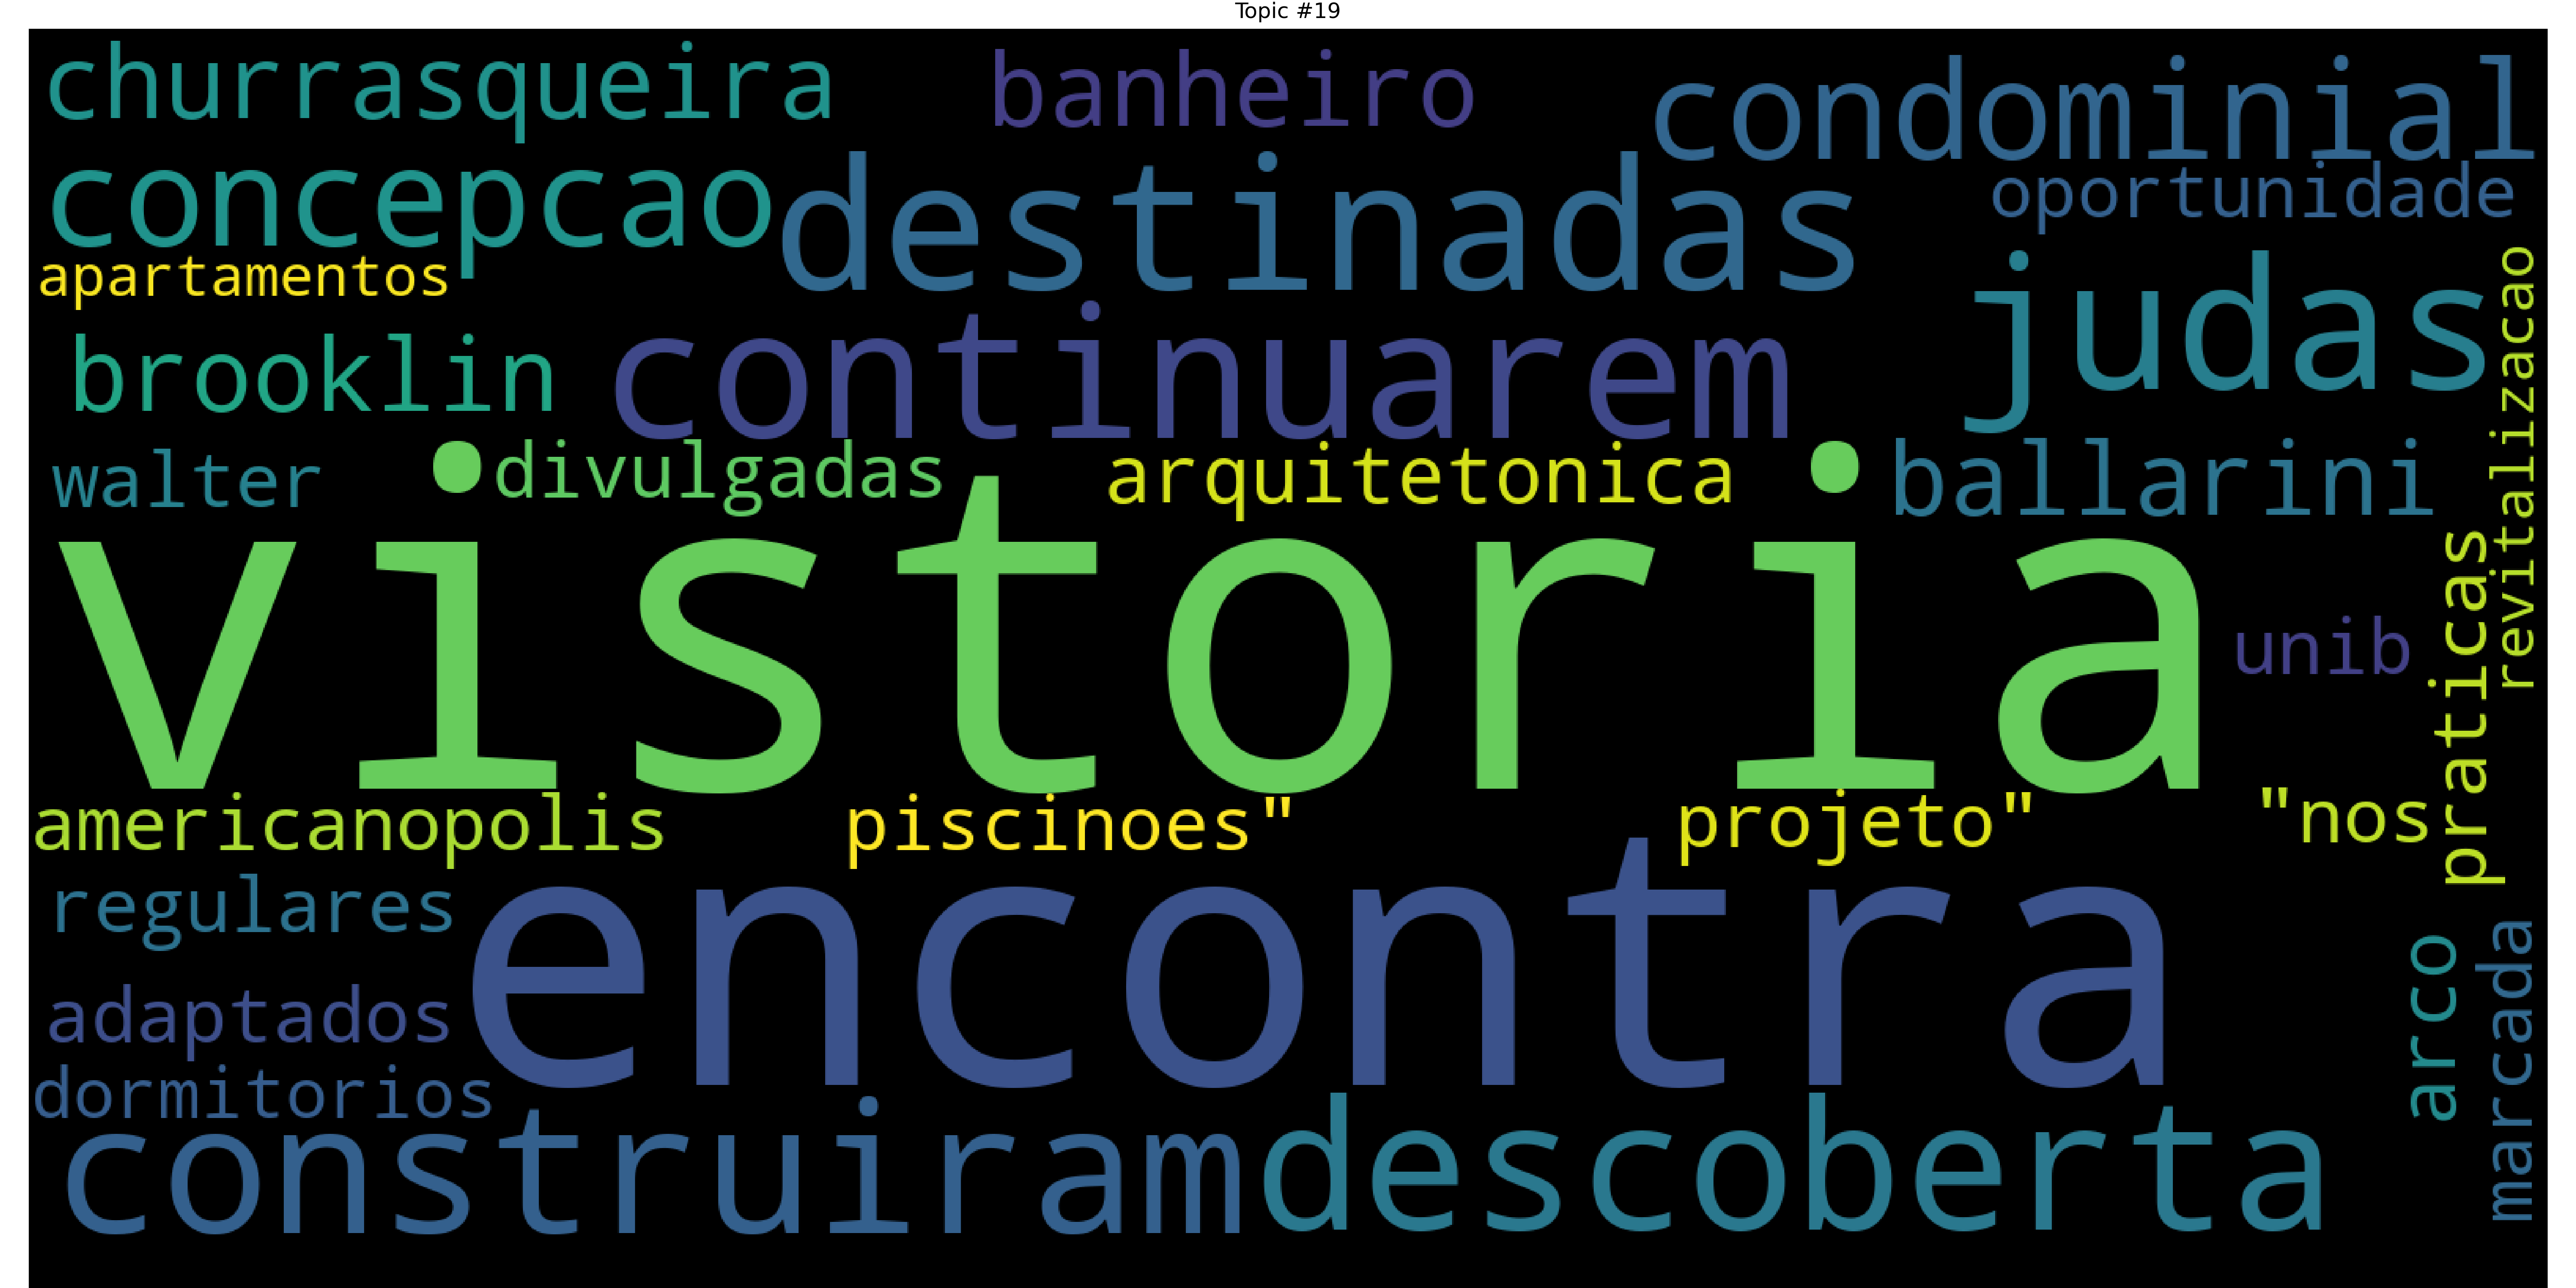 Topic #19
churrasqueira
banheiro
condominial
concepcao
destinadas
oportunidade
apartamentos
judas
revitalizacao
brooklin
continuarem
walter
divulgadas
arquitetonica
ballarini
vistoria
unib
praticas
americanopolis
piscinoes"
projeto"
"nos
regulares
encontra
adaptados
arco
marcada
dormitorios
construiram
descoberta